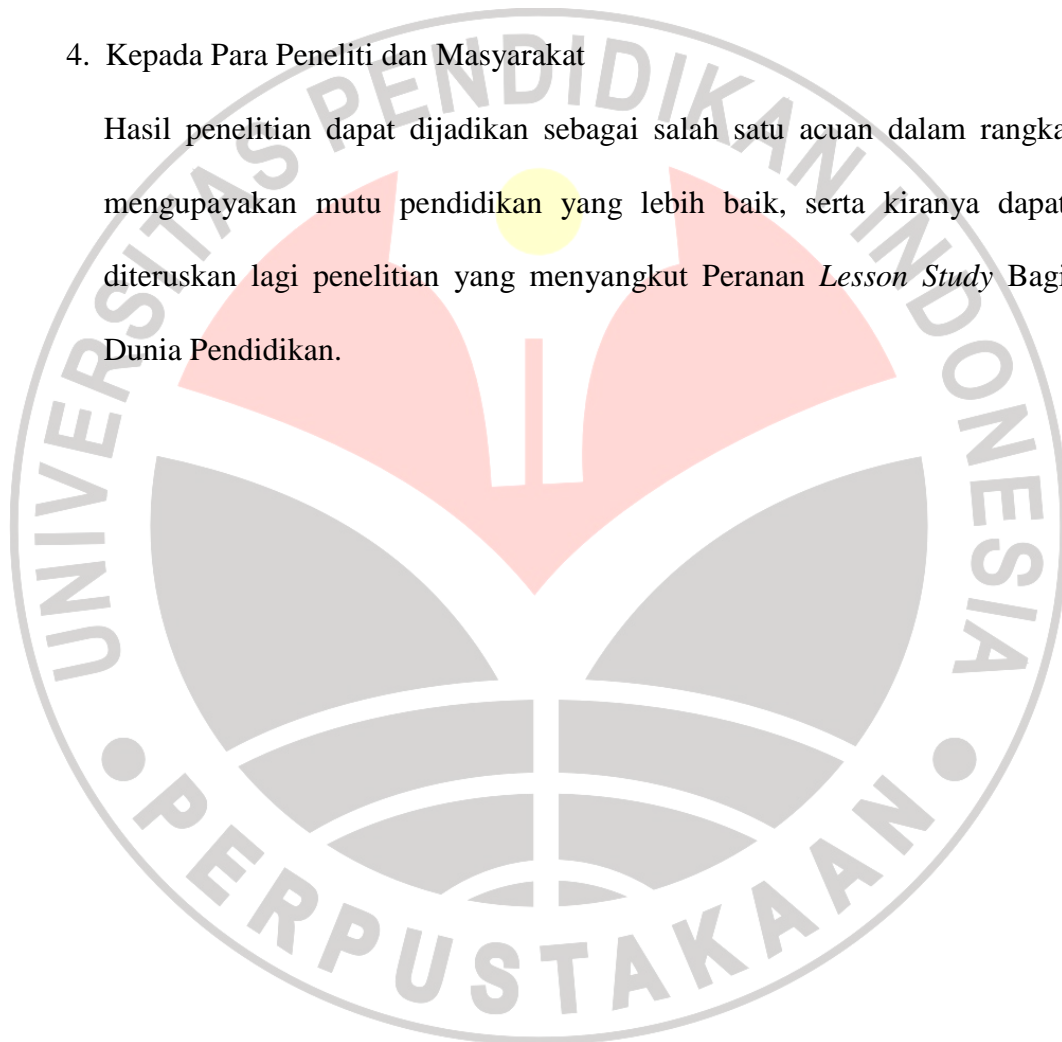 4. Kepada Para Peneliti dan Masyarakat
Hasil penelitian dapat dijadikan sebagai salah satu acuan dalam rangka
mengupayakan mutu pendidikan yang lebih baik, serta kiranya dapat
diteruskan lagi penelitian yang menyangkut Peranan Lesson Study Bagi
Dunia Pendidikan.
UNIVERSITAS PENDIDIKAN INDONESIA
PERPUSTAKAAN